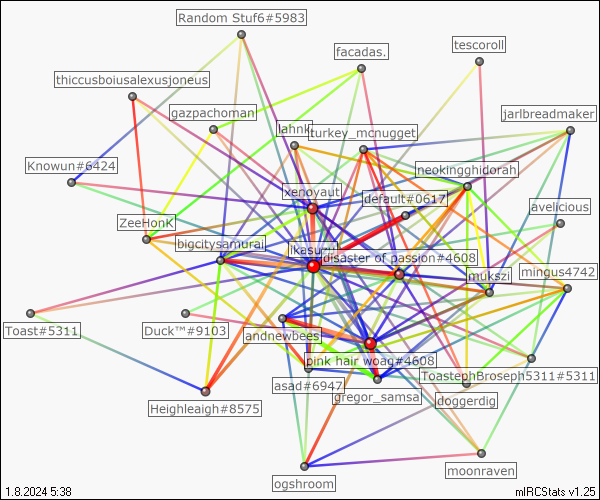 Random Stuf6#5983
tescoroll
facadas.
thiccusboiusalexusjoneus
gazpachoman
jarlbreadmaker
lahnk
turkey_mcnugget
Knowun#6424
neokingghidorah
xenoyaut
default#0617
avelicious
ZeeHonK
bigcitysamurai
ikasuzu
disaster of passion#4608
mukszi
mingus4742
Toast#5311
Duck™#9103
andnewbees
pink hair woag#4608
ToastephBroseph5311#5311
asad#6947
gregor_samsa
doggerdig
Heighleaigh#8575
moonraven
ogshroom
1.8.2024 5:38
mIRCStats v1.25